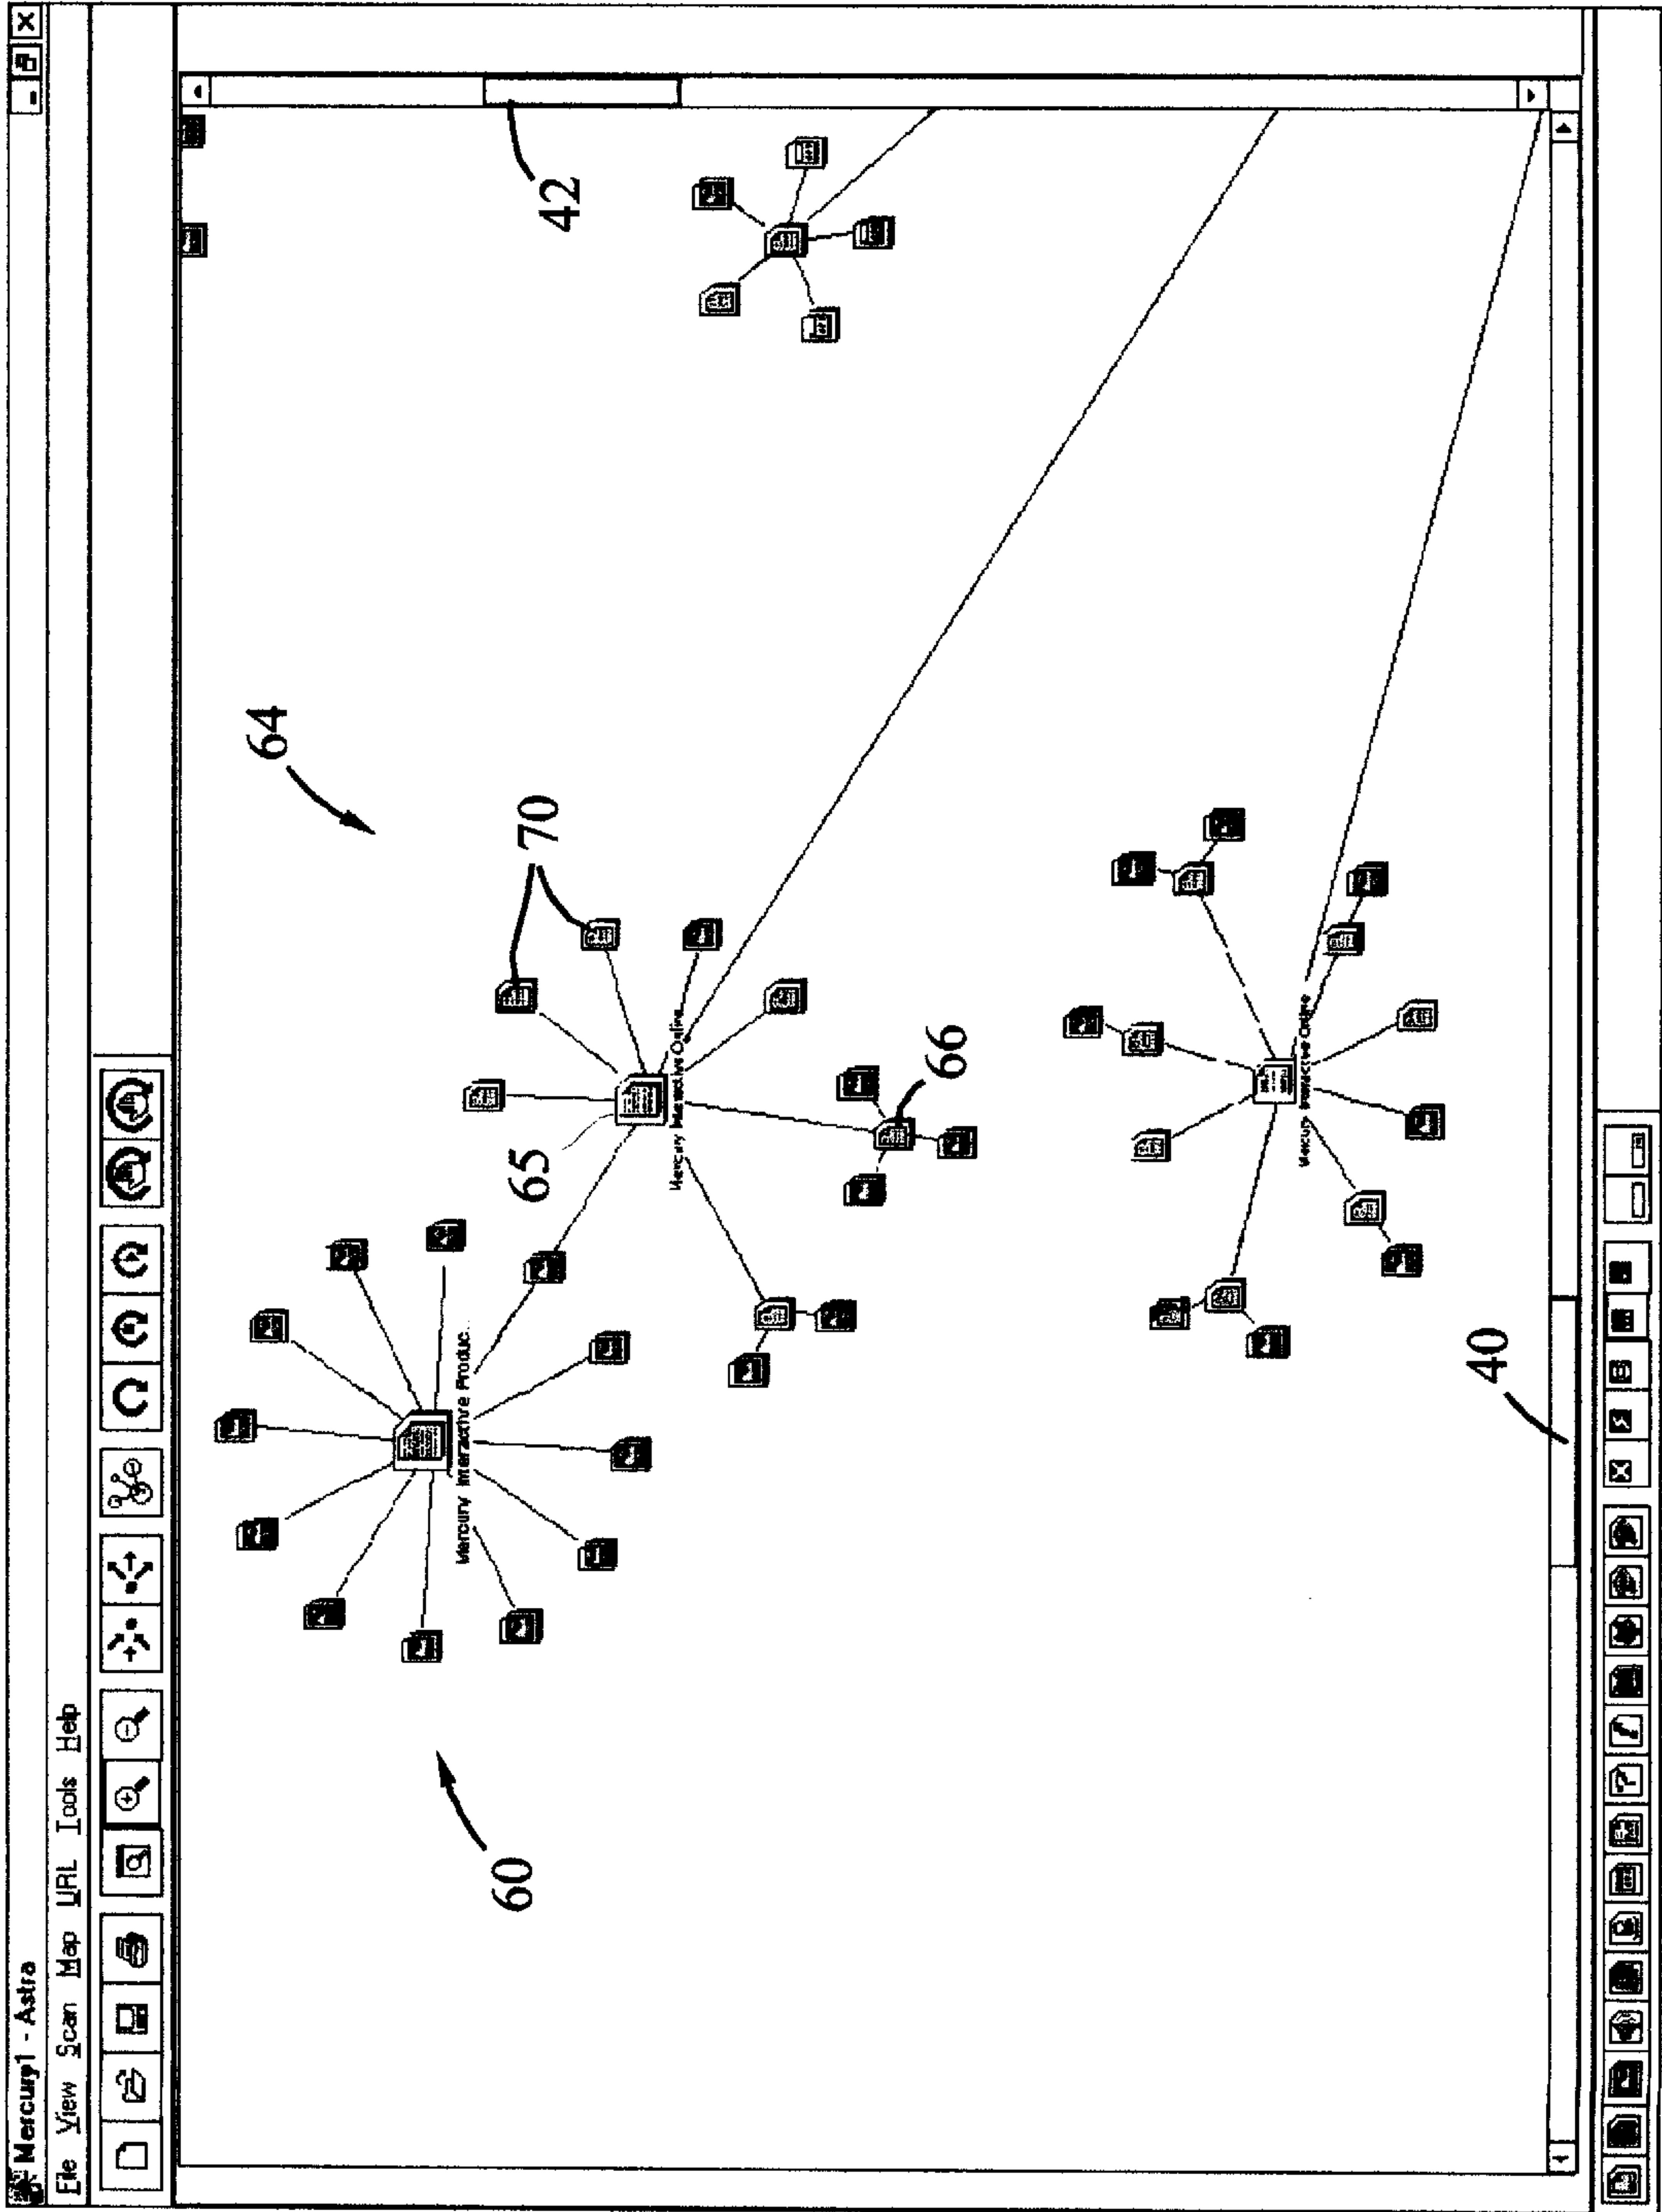 Mercury1 - Astra
File View Scan Map URL Tools Help
64
42
70
60
65
Mercury Interactive Produc...
Mercury Interactive Online
66
Mercury Interactive Online
40